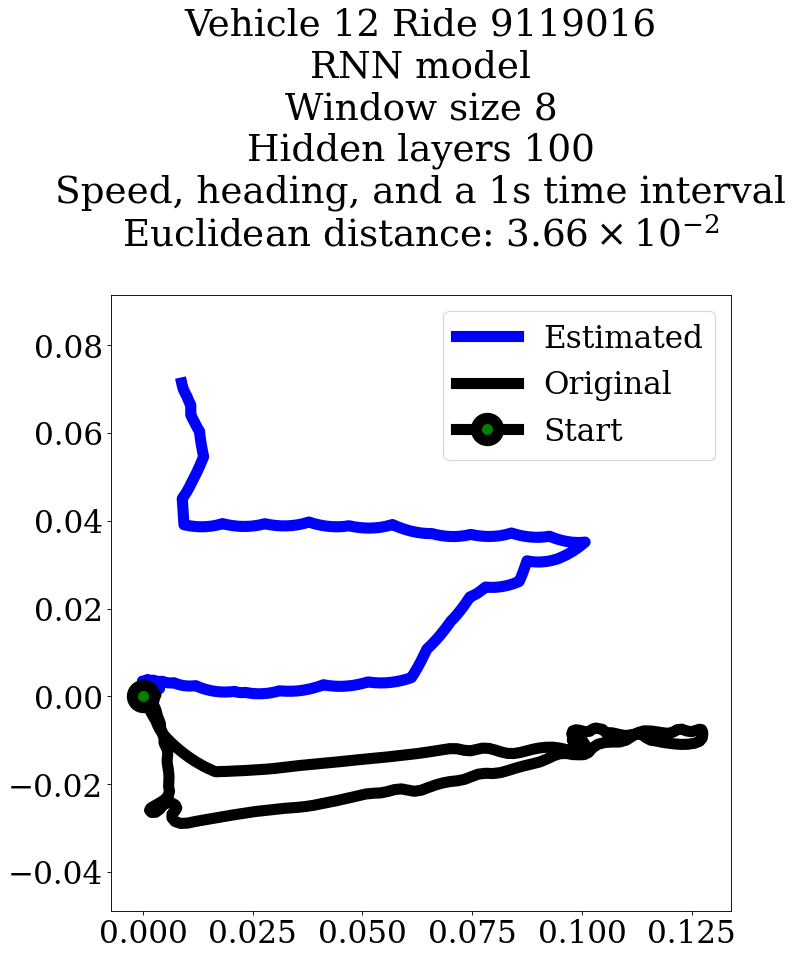 Vehicle 12 Ride 9119016
RNN model
Window size 8
Hidden layers 100
Speed, heading, and a 1s time interval
Euclidean distance: 3.66 × 10⁻²
Estimated
Original
Start
0.08
0.06
0.04
0.02
0.00
−0.02
−0.04
0.000 0.025 0.050 0.075 0.100 0.125